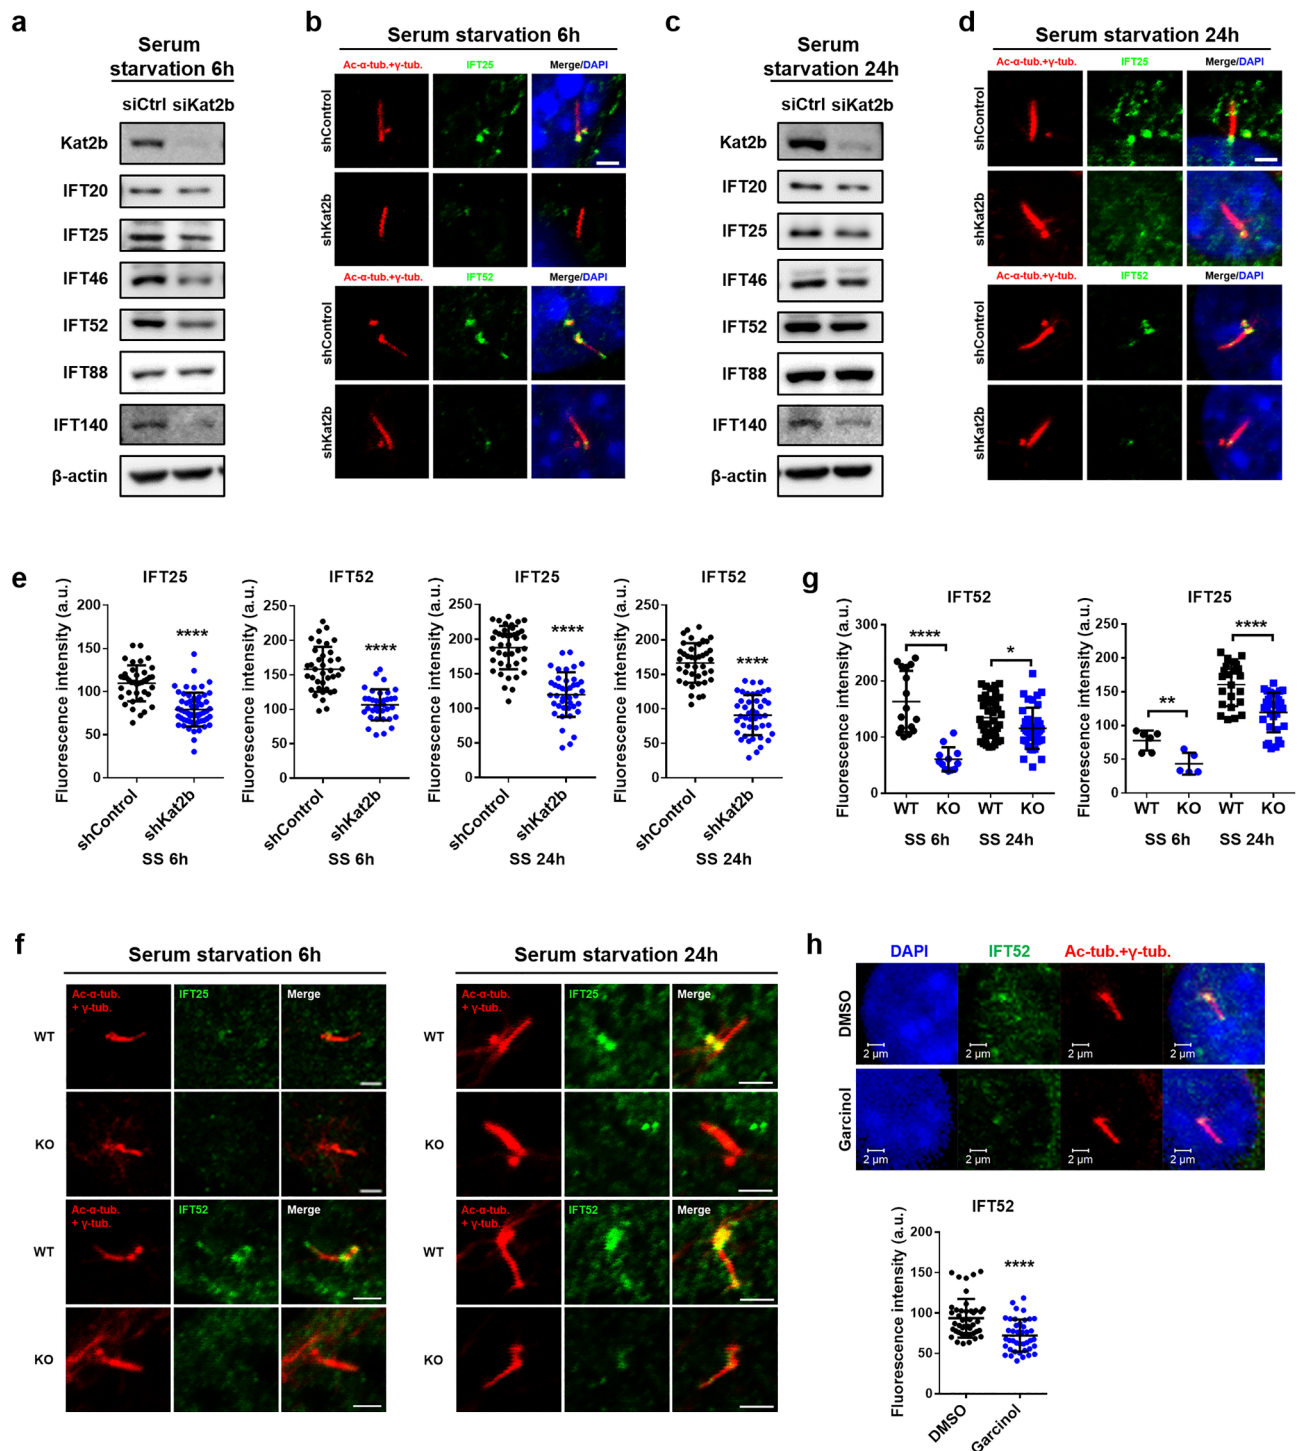 a
Serum
starvation 6h
siCtrl siKat2b
Kat2b
IFT20
IFT25
IFT46
IFT52
IFT88
IFT140
β-actin
b
Serum starvation 6h
Ac-α-tub.+γ-tub. IFT25 Merge/DAPI
shControl
shKat2b
Ac-α-tub.+γ-tub. IFT52 Merge/DAPI
shControl
shKat2b
c
Serum
starvation 24h
siCtrl siKat2b
Kat2b
IFT20
IFT25
IFT46
IFT52
IFT88
IFT140
β-actin
d
Serum starvation 24h
Ac-α-tub.+γ-tub. IFT25 Merge/DAPI
shControl
shKat2b
Ac-α-tub.+γ-tub. IFT52 Merge/DAPI
shControl
shKat2b
e
IFT25
Fluorescence intensity (a.u.)
200
150
100
50
0
****
shControl
shKat2b
SS 6h
IFT52
Fluorescence intensity (a.u.)
250
200
150
100
50
0
****
shControl
shKat2b
SS 6h
IFT25
Fluorescence intensity (a.u.)
250
200
150
100
50
0
****
shControl
shKat2b
SS 24h
IFT52
Fluorescence intensity (a.u.)
250
200
150
100
50
0
****
shControl
shKat2b
SS 24h
g
IFT52
Fluorescence intensity (a.u.)
300
200
100
0
****
*
WT KO WT KO
SS 6h SS 24h
IFT25
Fluorescence intensity (a.u.)
250
200
150
100
50
0
**
****
WT KO WT KO
SS 6h SS 24h
f
Serum starvation 6h
Ac-α-tub. IFT25 Merge
+ γ-tub.
WT
KO
Ac-α-tub. IFT52 Merge
+ γ-tub.
WT
KO
Serum starvation 24h
Ac-α-tub. IFT25 Merge
+ γ-tub.
WT
KO
Ac-α-tub. IFT52 Merge
+ γ-tub.
WT
KO
h
DAPI IFT52 Ac-tub.+γ-tub.
DMSO
2 μm 2 μm 2 μm 2 μm
Garcinol
2 μm 2 μm 2 μm 2 μm
IFT52
Fluorescence intensity (a.u.)
200
150
100
50
0
****
DMSO
Garcinol